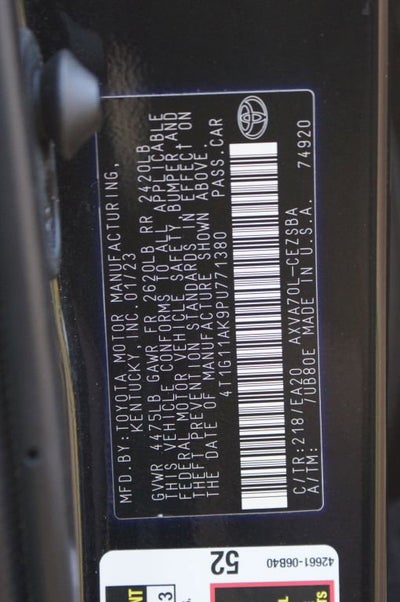 MFD.BY:TOYOTA MOTOR MANUFACTURING,
KENTUCKY,INC.01/23
GVWR 4475LB GAWR FR 2620LB RR 2420LB
THIS VEHICLE CONFORMS TO ALL APPLICABLE
FEDERAL MOTOR VEHICLE SAFETY, BUMPER AND
THEFT PREVENTION STANDARDS IN EFFECT ON
THE DATE OF MANUFACTURE SHOWN ABOVE.
4T1G11AK9PU771380 PASS.CAR
C/TR:218/EA20 AXVA70L-CEZSBA
A/TM: /UB80E MADE IN U.S.A. 74920
52
42661-06B40